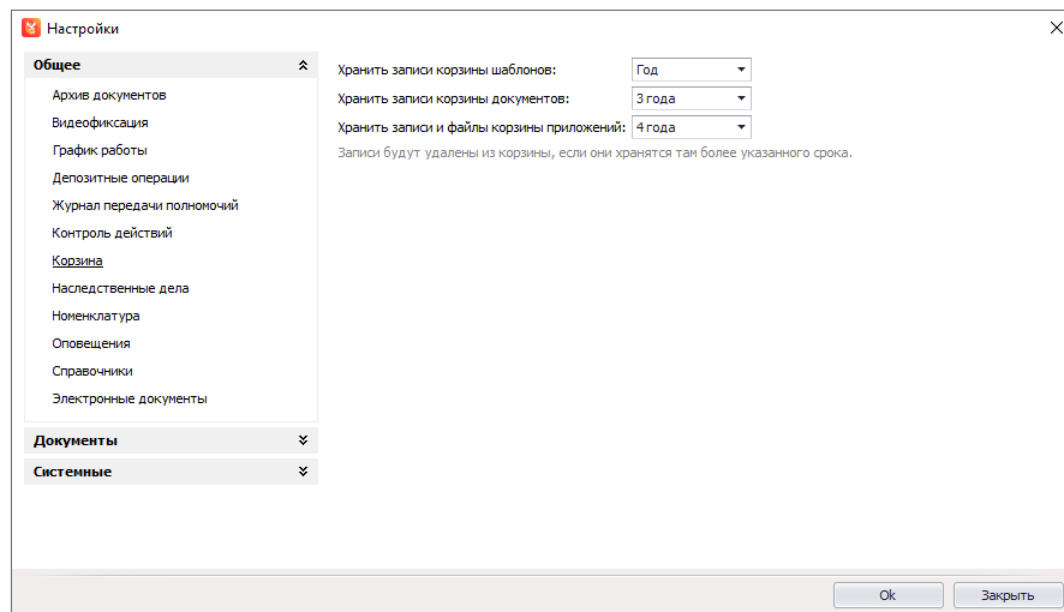 Настройки
Общее
Архив документов
Видеофиксация
График работы
Депозитные операции
Журнал передачи полномочий
Контроль действий
Корзина
Наследственные дела
Номенклатура
Оповещения
Справочники
Электронные документы
Документы
Системные
Хранить записи корзины шаблонов: Год
Хранить записи корзины документов: 3 года
Хранить записи и файлы корзины приложений: 4 года
Записи будут удалены из корзины, если они хранятся там более указанного срока.
Ok Закрыть